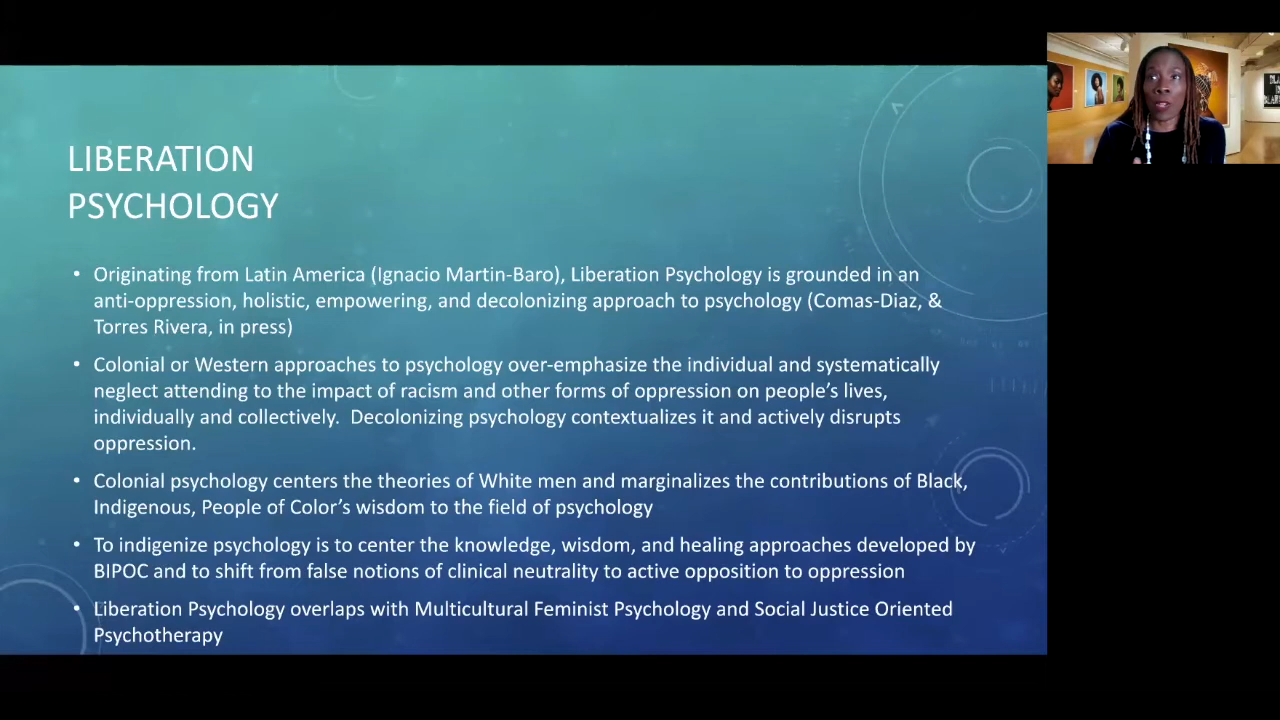 LIBERATION
PSYCHOLOGY
• Originating from Latin America (Ignacio Martin-Baro), Liberation Psychology is grounded in an
anti-oppression, holistic, empowering, and decolonizing approach to psychology (Comas-Diaz, &
Torres Rivera, in press)
• Colonial or Western approaches to psychology over-emphasize the individual and systematically
neglect attending to the impact of racism and other forms of oppression on people’s lives,
individually and collectively.  Decolonizing psychology contextualizes it and actively disrupts
oppression.
• Colonial psychology centers the theories of White men and marginalizes the contributions of Black,
Indigenous, People of Color’s wisdom to the field of psychology
• To indigenize psychology is to center the knowledge, wisdom, and healing approaches developed by
BIPOC and to shift from false notions of clinical neutrality to active opposition to oppression
• Liberation Psychology overlaps with Multicultural Feminist Psychology and Social Justice Oriented
Psychotherapy